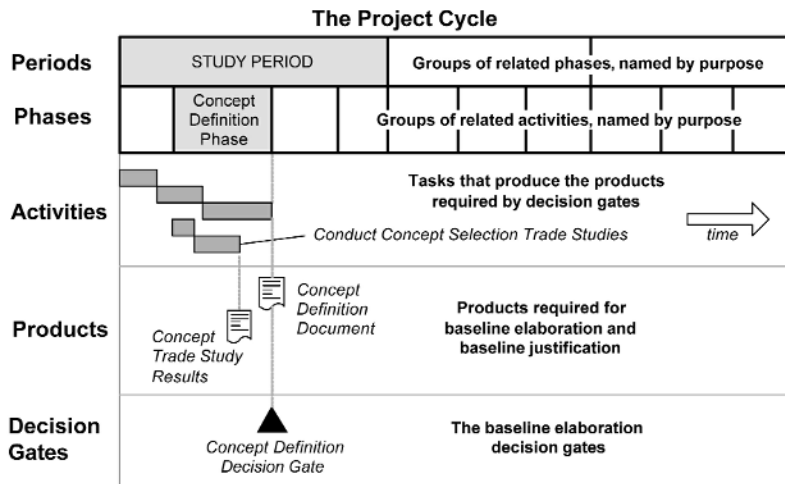 The Project Cycle
Periods
STUDY PERIOD
Groups of related phases, named by purpose
Phases
Concept
Definition
Phase
Groups of related activities, named by purpose
Activities
Tasks that produce the products
required by decision gates
Conduct Concept Selection Trade Studies
time
Products
Concept
Trade Study
Results
Concept
Definition
Document
Products required for
baseline elaboration and
baseline justification
Decision
Gates
Concept Definition
Decision Gate
The baseline elaboration
decision gates